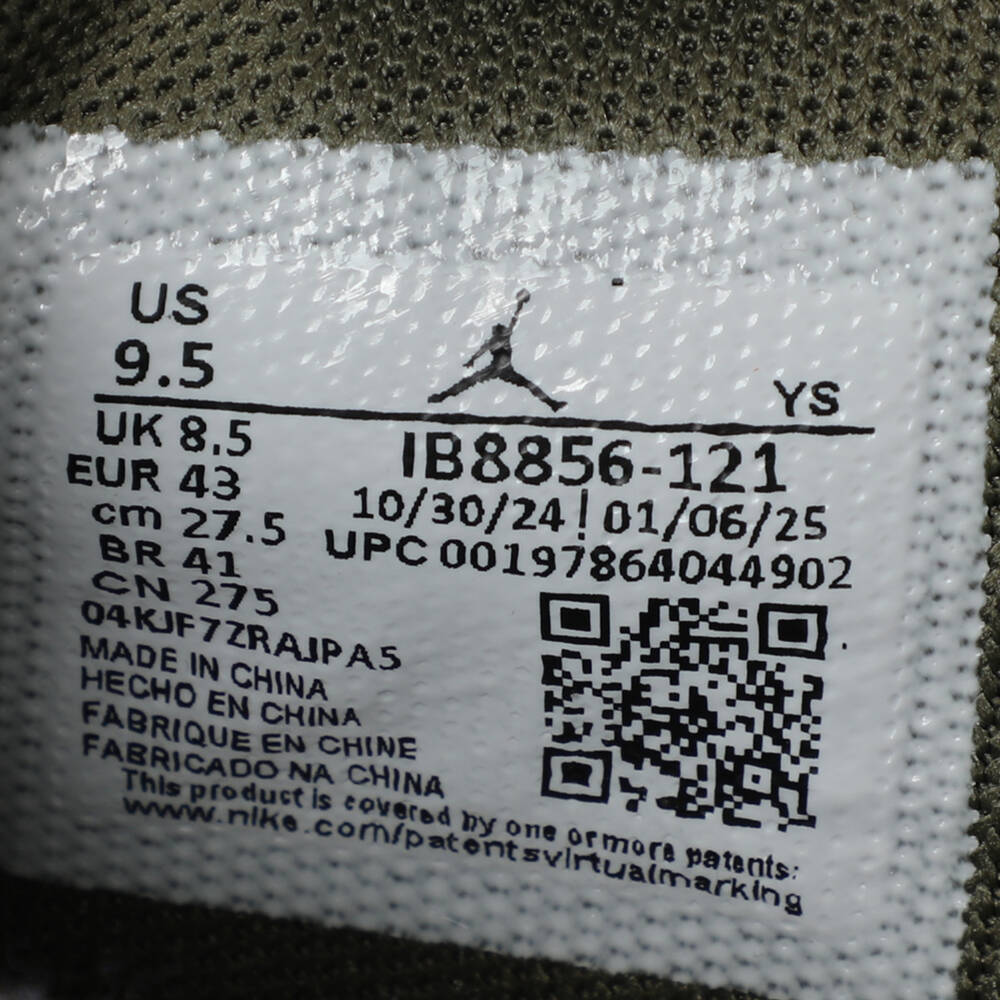 US
9.5
YS
UK 8.5
EUR 43
cm 27.5
BR 41
CN 275
IB8856-121
10/30/24 | 01/06/25
UPC 00197864044902
04KJF7ZRAJPA5
MADE IN CHINA
HECHO EN CHINA
FABRIQUE EN CHINE
FABRICADO NA CHINA
This product is covered by one or more patents:
www.nike.com/patentsvirtualmarking